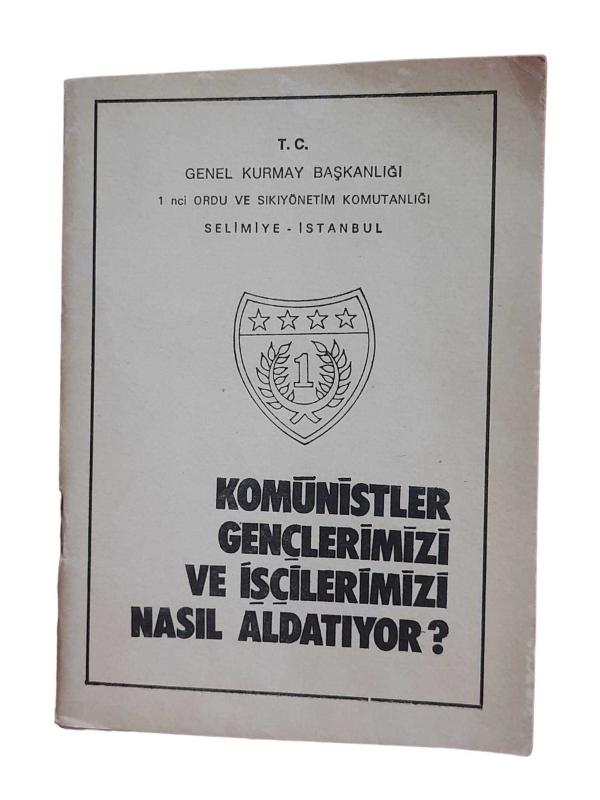 T. C.
GENEL KURMAY BAŞKANLIĞI
1 nci ORDU VE SIKIYÖNETİM KOMUTANLIĞI
SELİMİYE - İSTANBUL
1
KOMÜNİSTLER
GENÇLERİMİZİ
VE İŞÇİLERİMİZİ
NASIL ALDATIYOR?